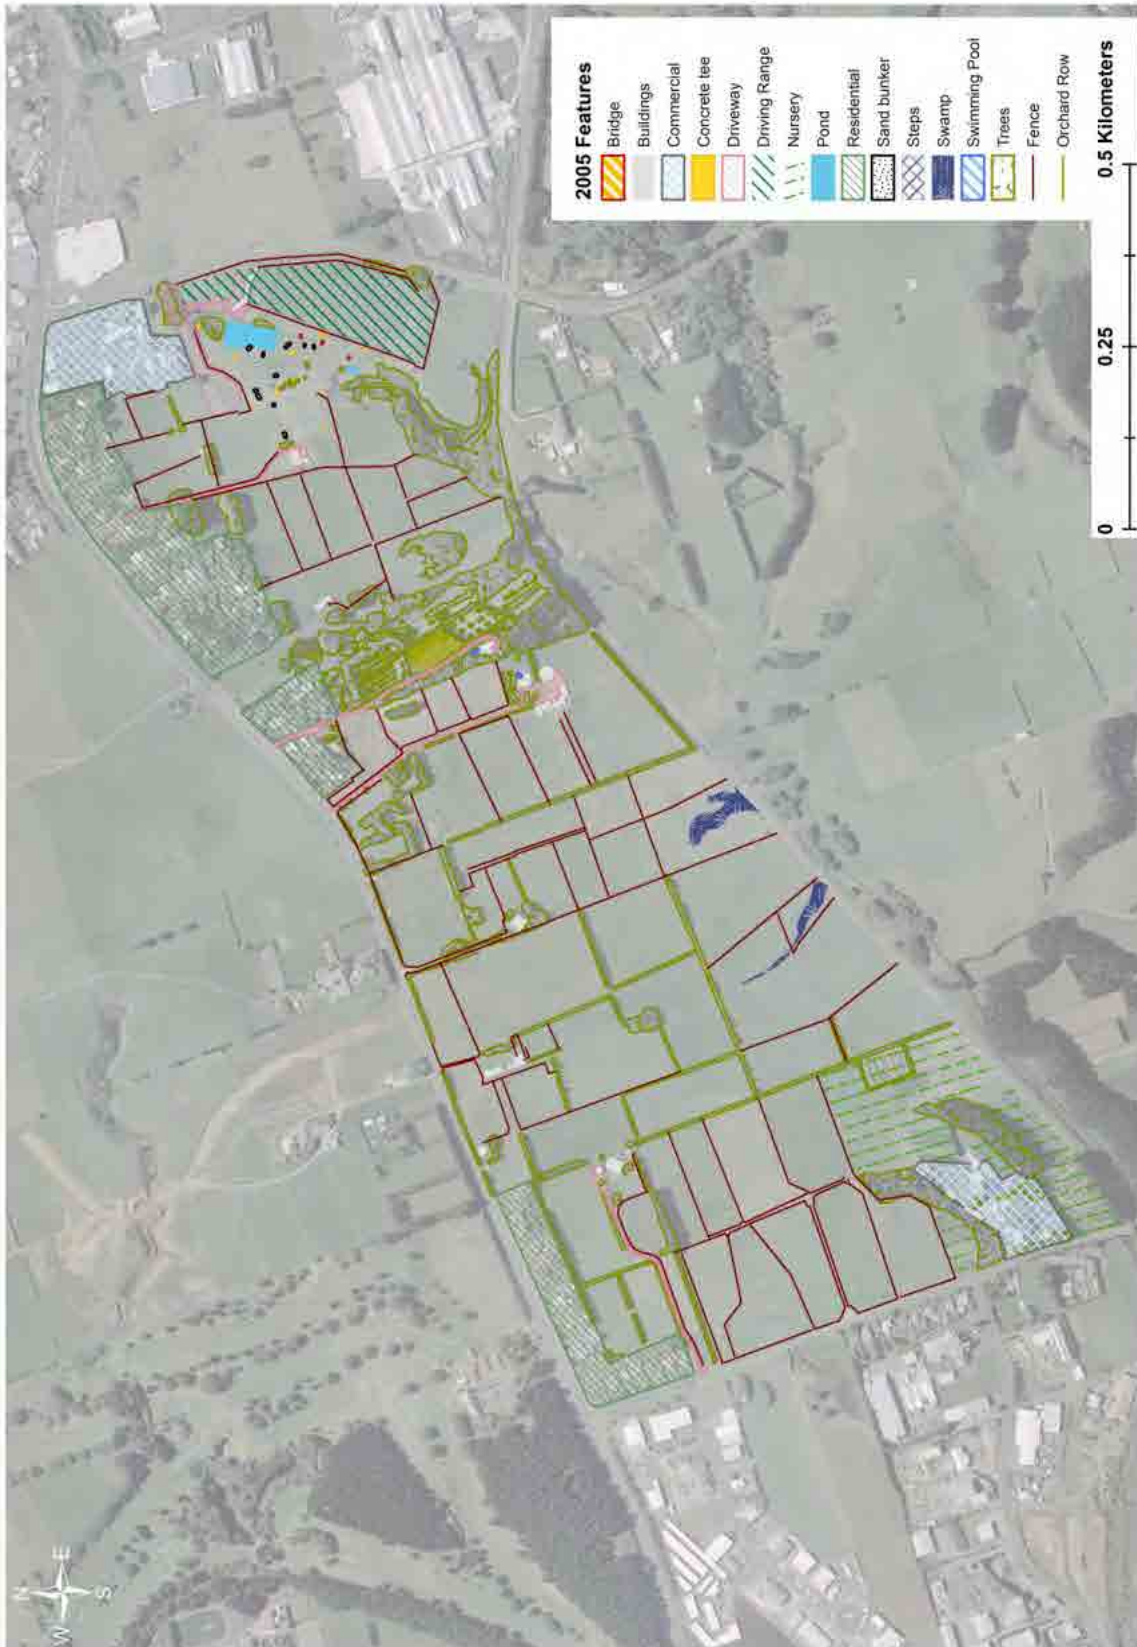 2005 Features
Bridge
Buildings
Commercial
Concrete tee
Driveway
Driving Range
Nursery
Pond
Residential
Sand bunker
Steps
Swamp
Swimming Pool
Trees
Fence
Orchard Row
0 0.25 0.5 Kilometers
N
W E
S